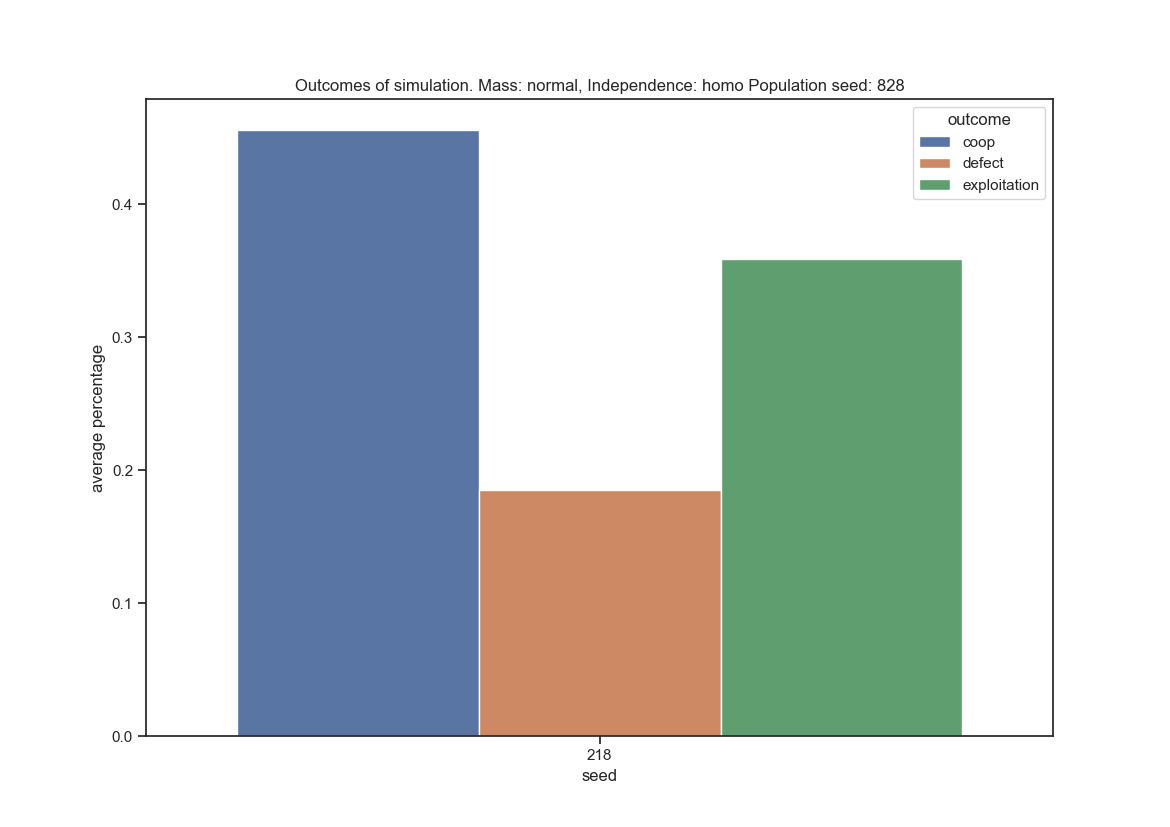 Outcomes of simulation. Mass: normal, Independence: homo Population seed: 828
outcome
coop
defect
exploitation
average percentage
0.4
0.3
0.2
0.1
0.0
218
seed